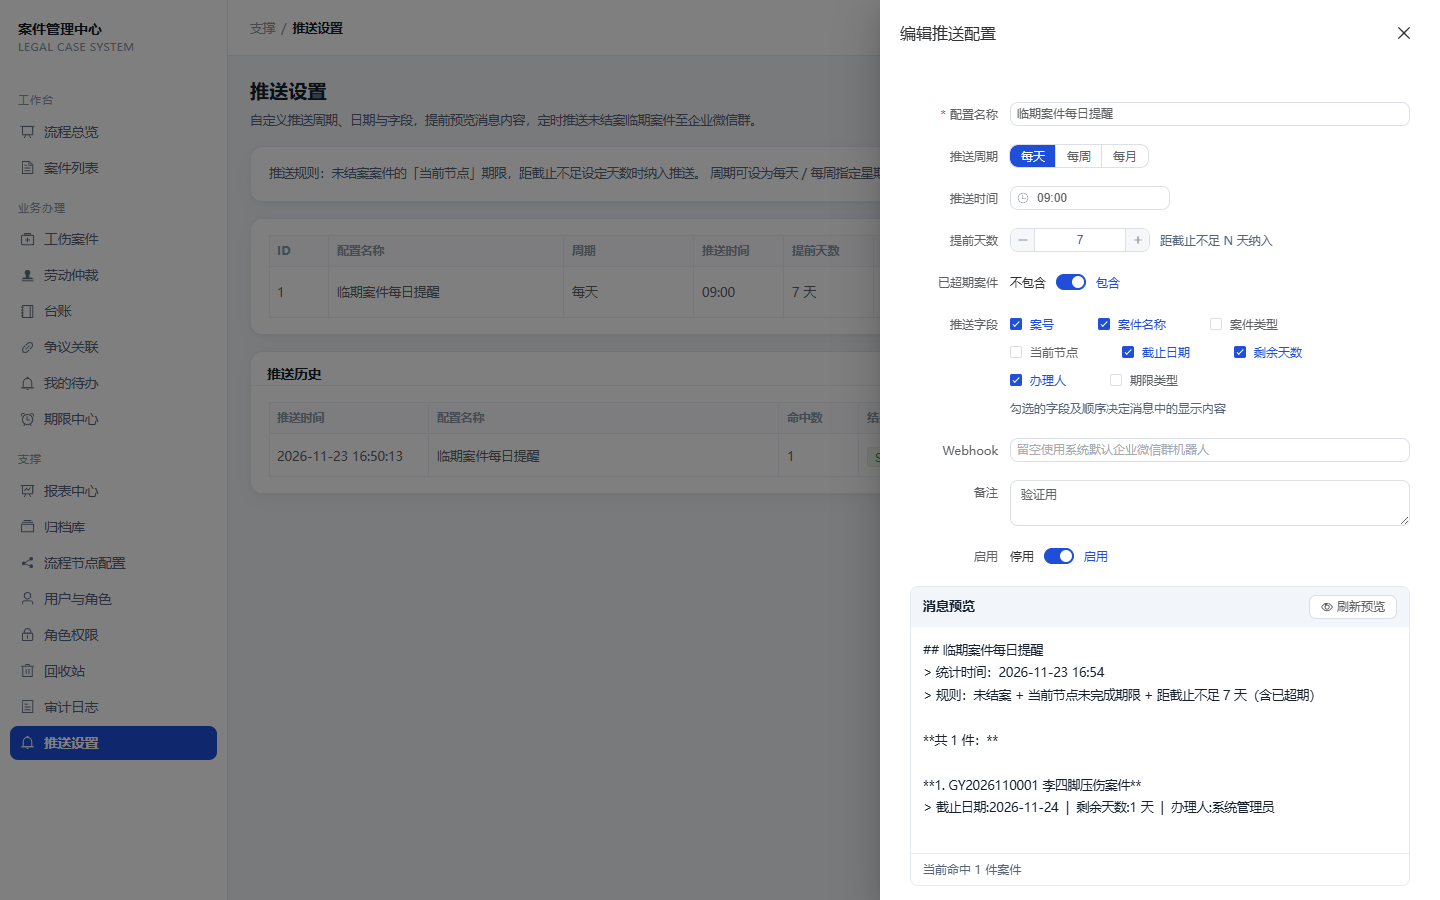 案件管理中心
LEGAL CASE SYSTEM
工作台
流程总览
案件列表
业务办理
工伤案件
劳动仲裁
台账
争议关联
我的待办
期限中心
支撑
报表中心
归档库
流程节点配置
用户与角色
角色权限
回收站
审计日志
推送设置
支撑 / 推送设置
推送设置
自定义推送周期、日期与字段，提前预览消息内容，定时推送未结案临期案件至企业微信群。
推送规则：未结案案件的「当前节点」期限，距截止不足设定天数时纳入推送。 周期可设为每天 / 每周指定星
ID 配置名称 周期 推送时间 提前天数
1 临期案件每日提醒 每天 09:00 7 天
推送历史
推送时间 配置名称 命中数
2026-11-23 16:50:13 临期案件每日提醒 1
编辑推送配置
* 配置名称 临期案件每日提醒
推送周期 每天 每周 每月
推送时间 09:00
提前天数 7 距截止不足 N 天纳入
已超期案件 不包含 包含
推送字段 案号 案件名称 案件类型
当前节点 截止日期 剩余天数
办理人 期限类型
勾选的字段及顺序决定消息中的显示内容
Webhook 留空使用系统默认企业微信群机器人
备注 验证用
启用 停用 启用
消息预览 刷新预览
## 临期案件每日提醒
> 统计时间：2026-11-23 16:54
> 规则：未结案 + 当前节点未完成期限 + 距截止不足 7 天（含已超期）
**共 1 件：**
**1. GY2026110001 李四脚压伤案件**
> 截止日期:2026-11-24 | 剩余天数:1 天 | 办理人:系统管理员
当前命中 1 件案件